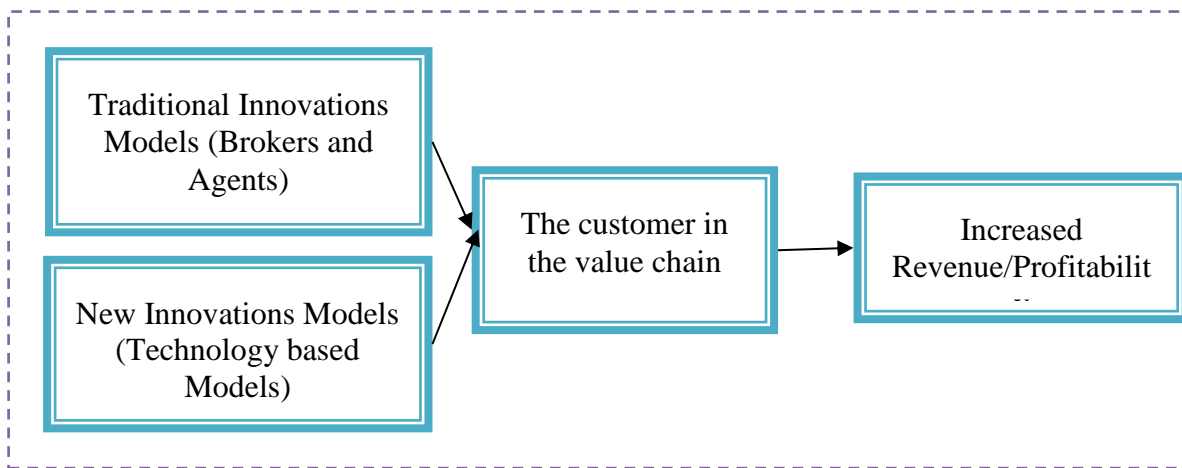 Traditional Innovations
Models (Brokers and
Agents)
New Innovations Models
(Technology based
Models)
The customer in
the value chain
Increased
Revenue/Profitabilit